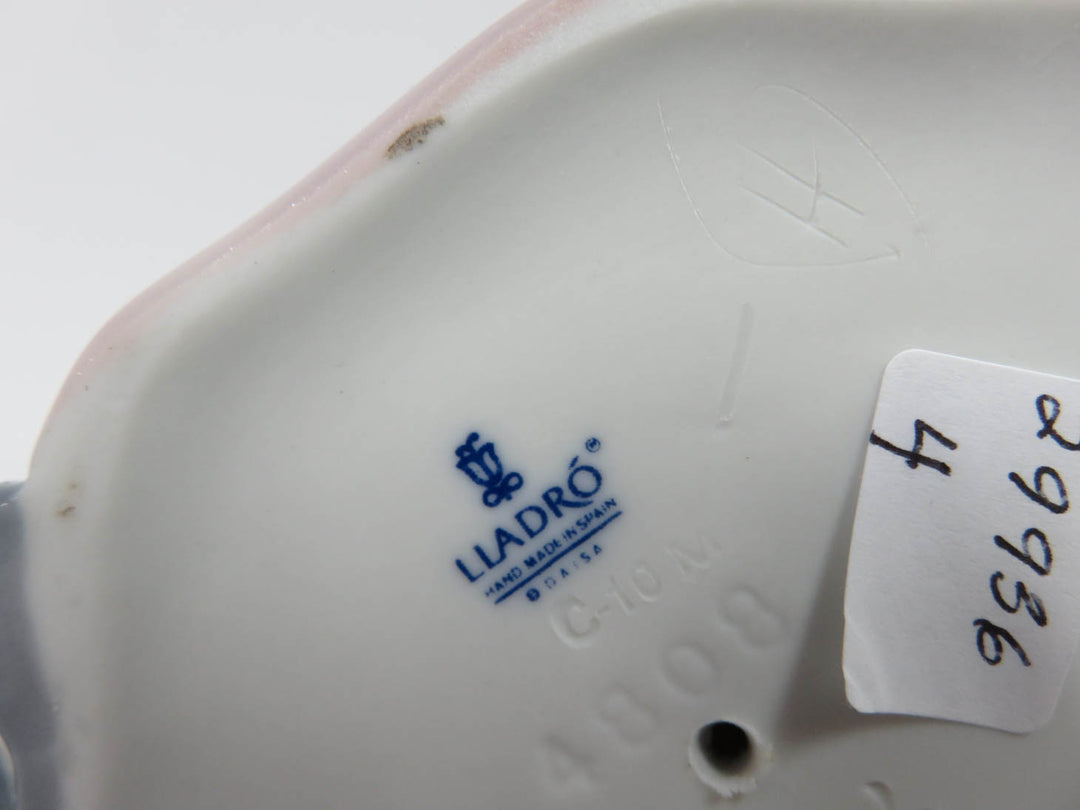 H
LLADRÓ
HAND MADE IN SPAIN
DAISA
C-10 M
4808
29936
4